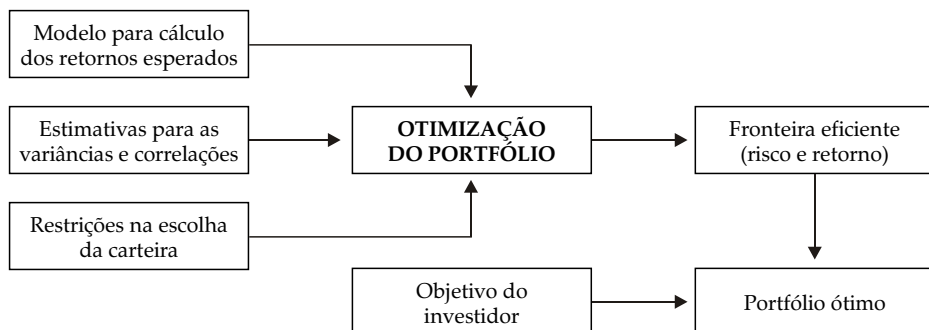 Modelo para cálculo
dos retornos esperados
Estimativas para as
variâncias e correlações
OTIMIZAÇÃO
DO PORTFÓLIO
Fronteira eficiente
(risco e retorno)
Restrições na escolha
da carteira
Objetivo do
investidor
Portfólio ótimo